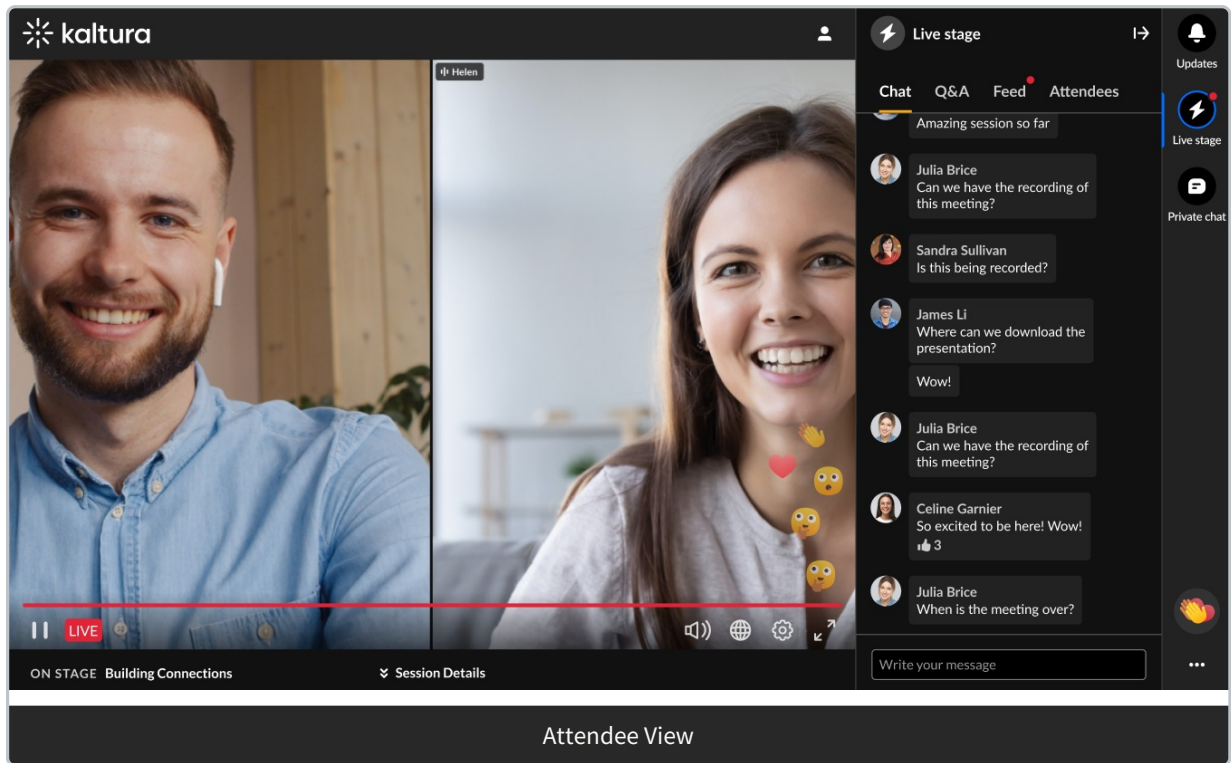 kaltura
Helen
LIVE
ON STAGE Building Connections
Session Details
Live stage
Chat Q&A Feed Attendees
Amazing session so far
Julia Brice
Can we have the recording of
this meeting?
Sandra Sullivan
Is this being recorded?
James Li
Where can we download the
presentation?
Wow!
Julia Brice
Can we have the recording of
this meeting?
Celine Garnier
So excited to be here! Wow!
3
Julia Brice
When is the meeting over?
Write your message
Updates
Live stage
Private chat
Attendee View